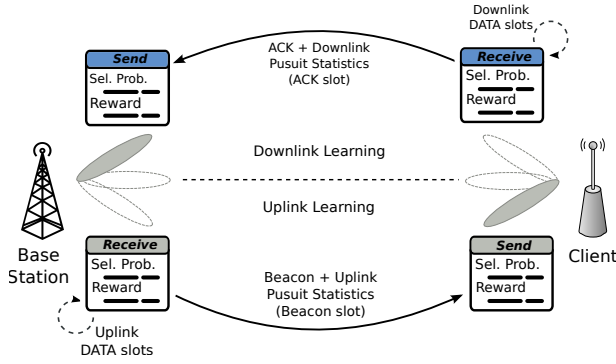 Downlink
DATA slots
Send
Sel. Prob.
Reward
ACK + Downlink
Pusuit Statistics
(ACK slot)
Receive
Sel. Prob.
Reward
Downlink Learning
Uplink Learning
Base
Station
Receive
Sel. Prob.
Reward
Uplink
DATA slots
Beacon + Uplink
Pusuit Statistics
(Beacon slot)
Send
Sel. Prob.
Reward
Client